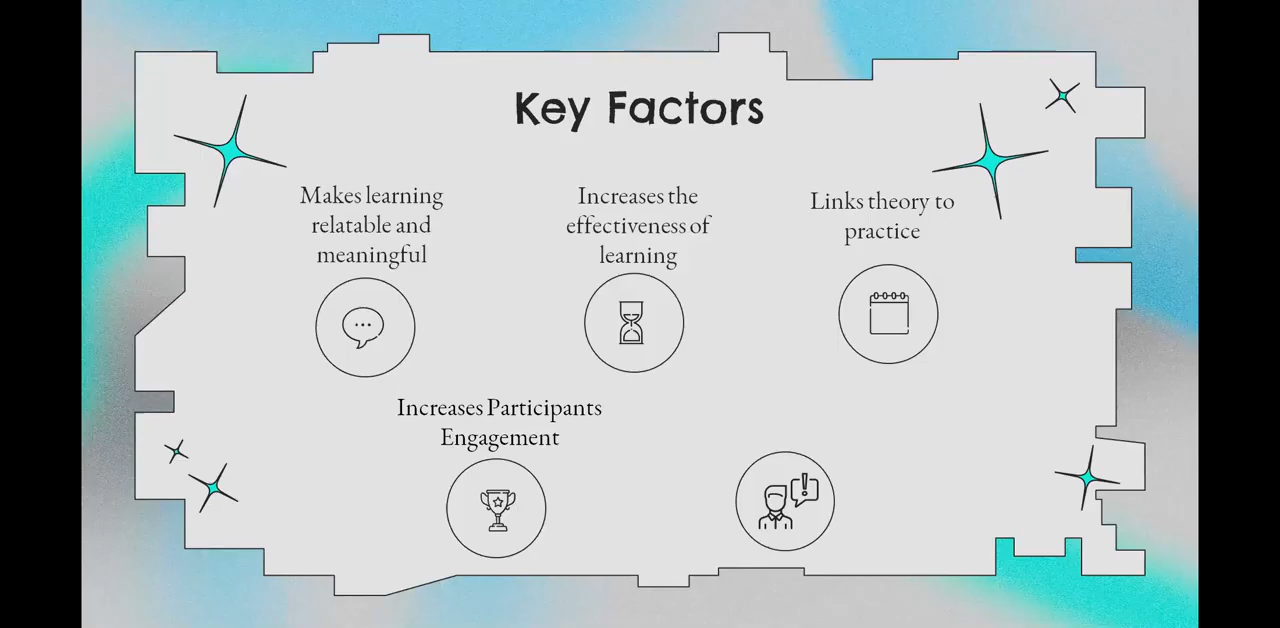 Key Factors
Makes learning
relatable and
meaningful
Increases the
effectiveness of
learning
Links theory to
practice
Increases Participants
Engagement